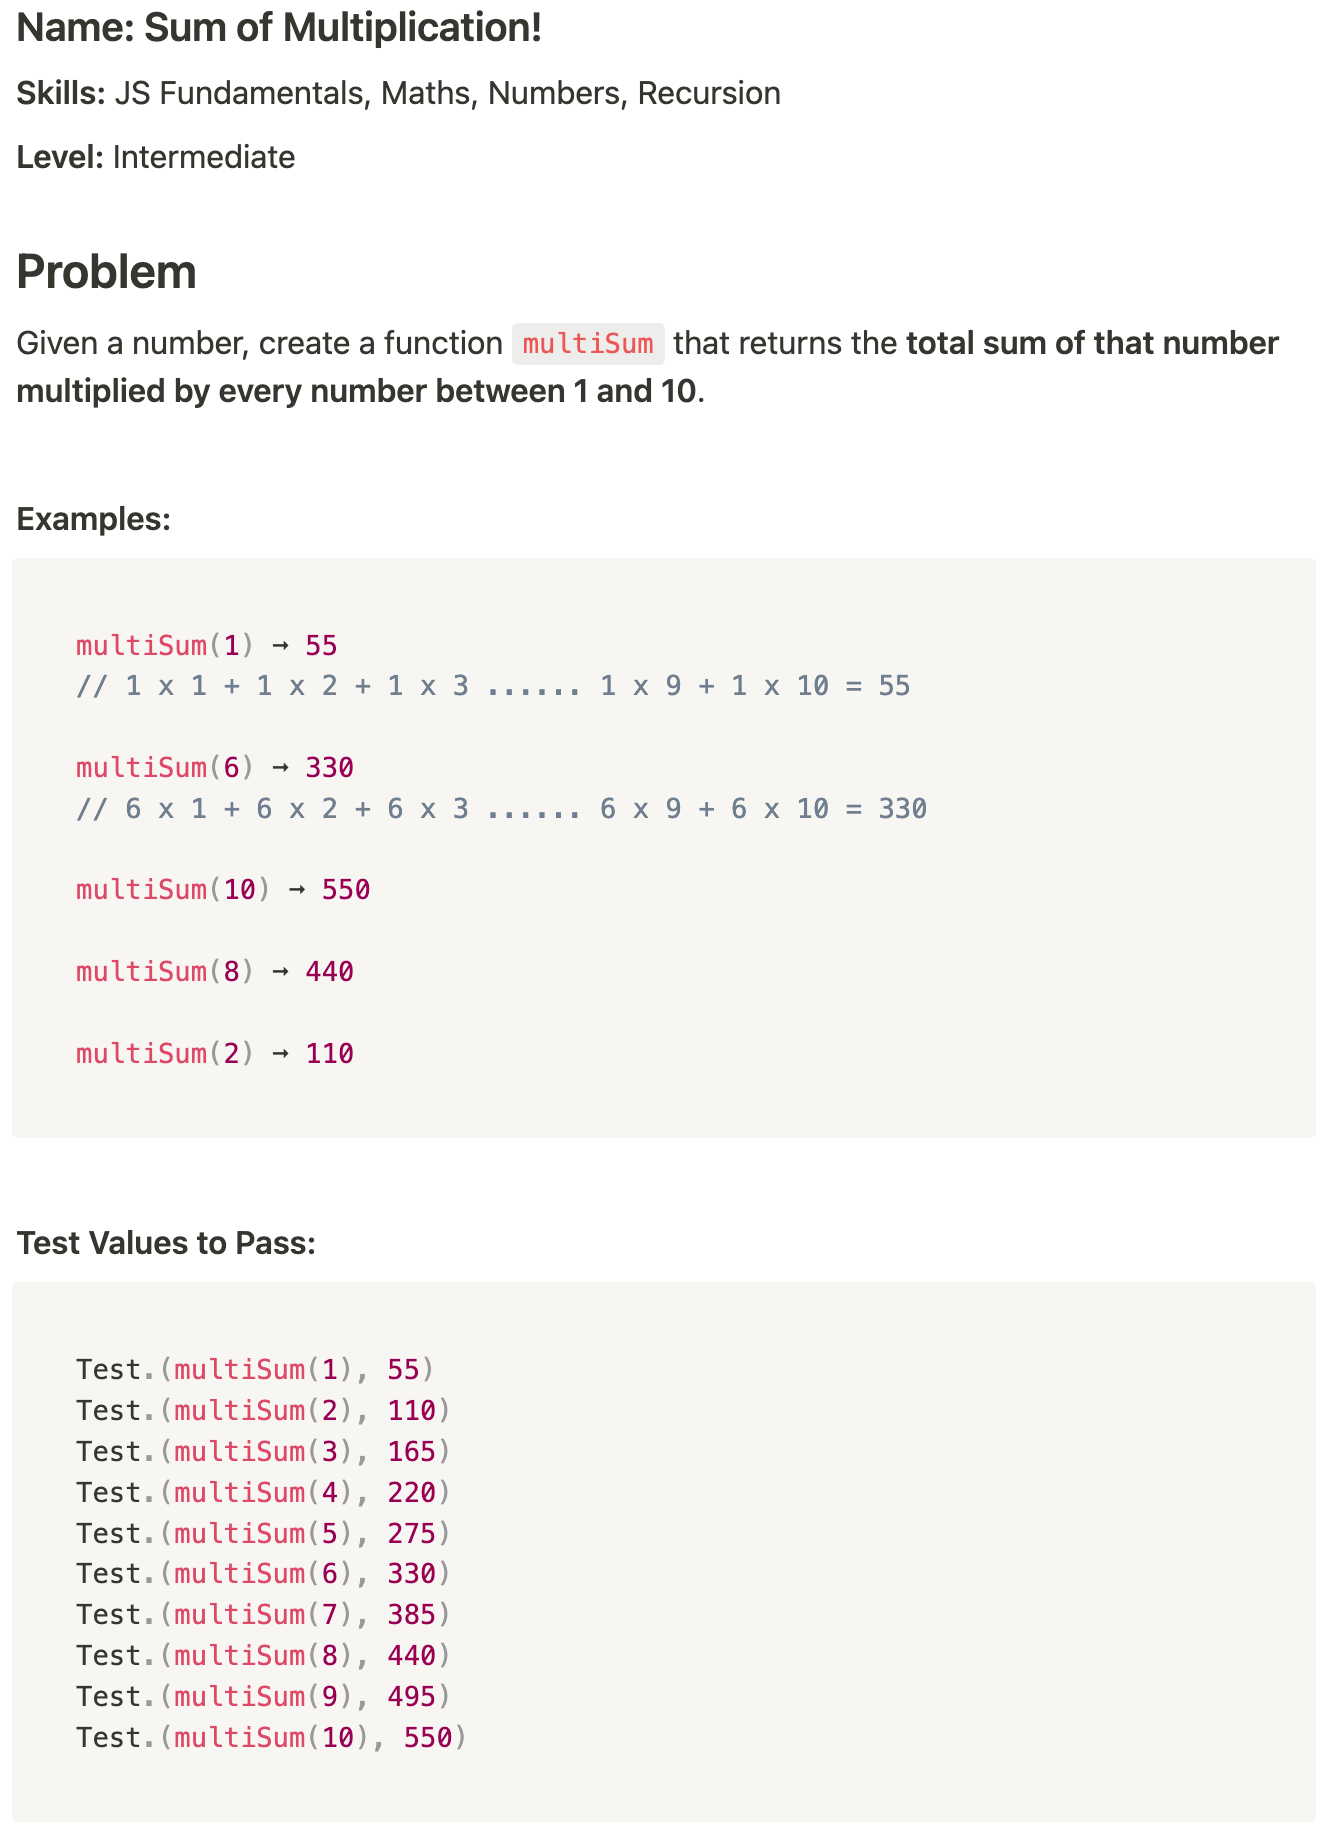 Name: Sum of Multiplication!
Skills: JS Fundamentals, Maths, Numbers, Recursion
Level: Intermediate
Problem
Given a number, create a function multiSum that returns the total sum of that number
multiplied by every number between 1 and 10.
Examples:
multiSum(1) → 55
// 1 x 1 + 1 x 2 + 1 x 3 ...... 1 x 9 + 1 x 10 = 55
multiSum(6) → 330
// 6 x 1 + 6 x 2 + 6 x 3 ...... 6 x 9 + 6 x 10 = 330
multiSum(10) → 550
multiSum(8) → 440
multiSum(2) → 110
Test Values to Pass:
Test.(multiSum(1), 55)
Test.(multiSum(2), 110)
Test.(multiSum(3), 165)
Test.(multiSum(4), 220)
Test.(multiSum(5), 275)
Test.(multiSum(6), 330)
Test.(multiSum(7), 385)
Test.(multiSum(8), 440)
Test.(multiSum(9), 495)
Test.(multiSum(10), 550)